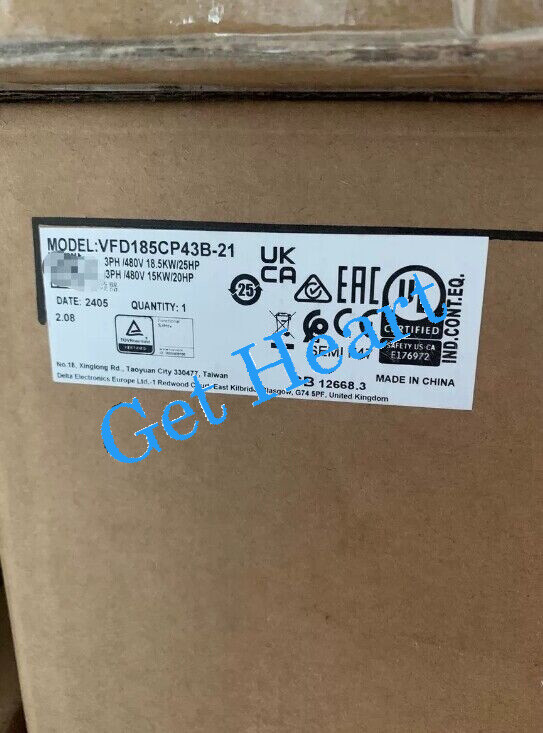 MODEL:VFD185CP43B-21
3PH /480V 18.5KW/25HP
3PH /480V 15KW/20HP
DATE: 2405 QUANTITY: 1
2.08
UK
CA
25
EAC
UL
CERTIFIED
SAFETY US-CA
E176972
IND.CONT.EQ.
SEMI F47
No.18, Xinglong Rd., Taoyuan City 330477, Taiwan
12668.3 MADE IN CHINA
Delta Electronics Europe Ltd.-1 Redwood East Kilbride, Glasgow, G74 5PF, United Kingdom
Get Heart